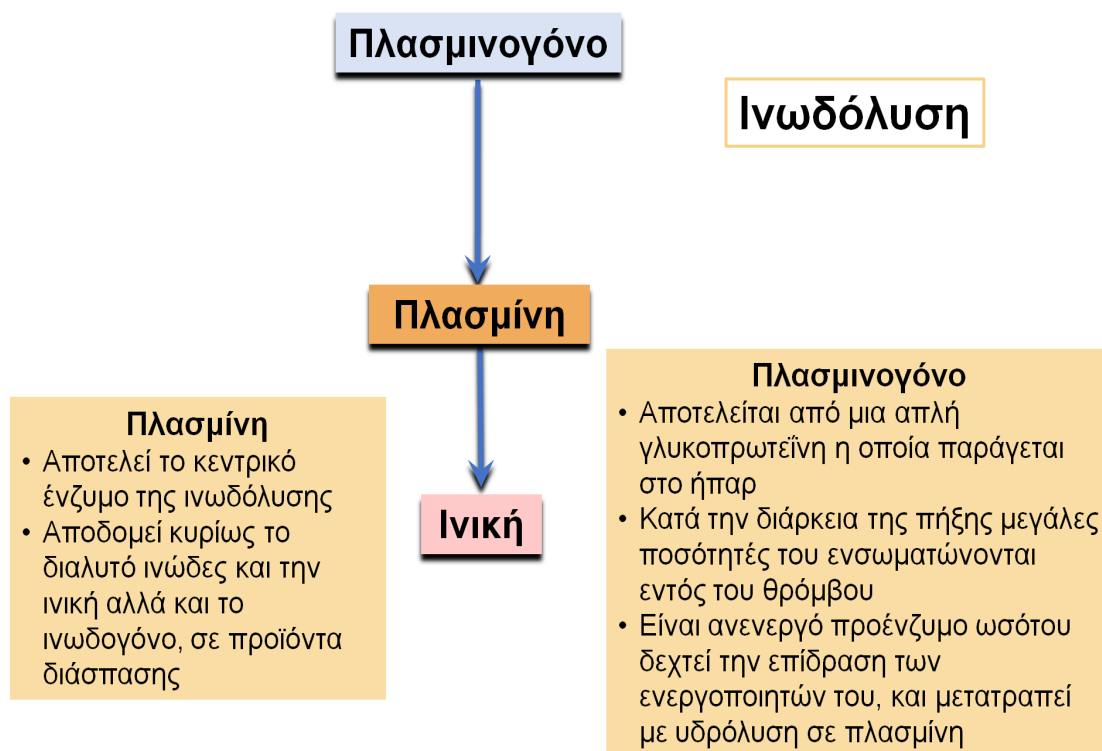 Πλασμινογόνο
Ινωδόλυση
Πλασμίνη
Ινική
Πλασμίνη
• Αποτελεί το κεντρικό
ένζυμο της ινωδόλυσης
• Αποδομεί κυρίως το
διαλυτό ινώδες και την
ινική αλλά και το
ινωδογόνο, σε προϊόντα
διάσπασης
Πλασμινογόνο
• Αποτελείται από μια απλή
γλυκοπρωτεΐνη η οποία παράγεται
στο ήπαρ
• Κατά την διάρκεια της πήξης μεγάλες
ποσότητές του ενσωματώνονται
εντός του θρόμβου
• Είναι ανενεργό προένζυμο ωσότου
δεχτεί την επίδραση των
ενεργοποιητών του, και μετατραπεί
με υδρόλυση σε πλασμίνη